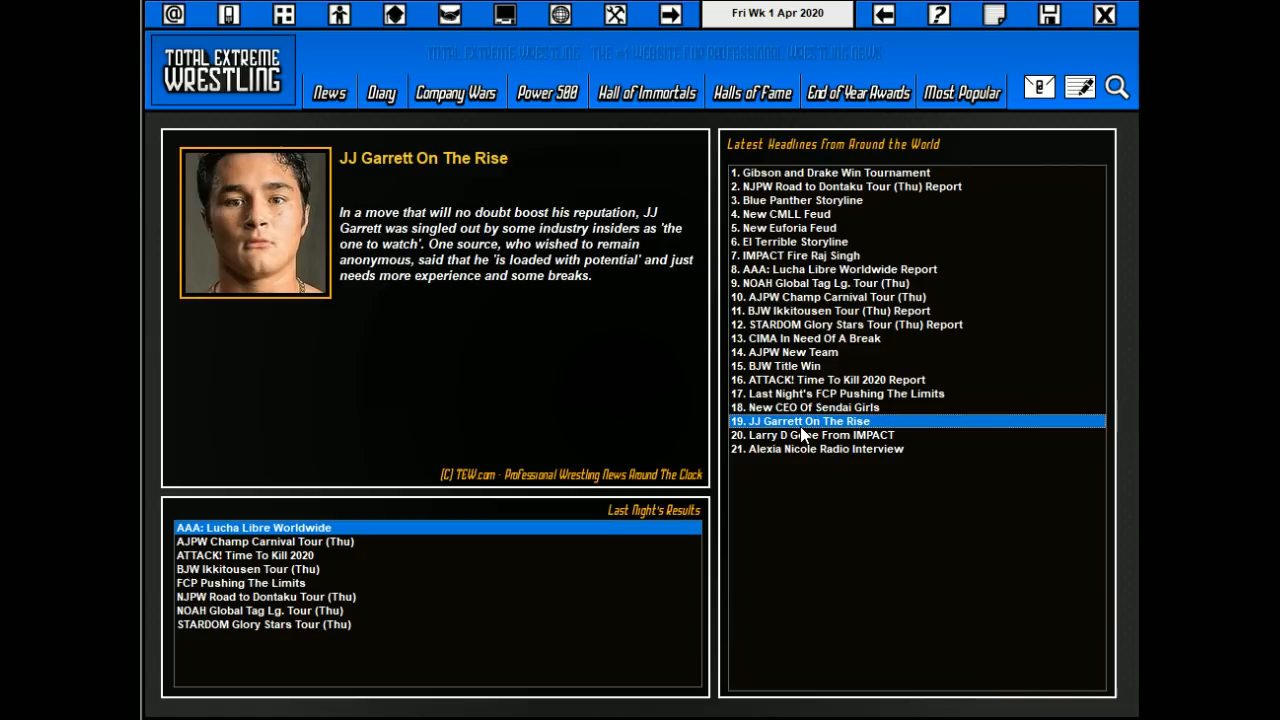 Fri Wk 1 Apr 2020
TOTAL EXTREME WRESTLING - THE #1 WEBSITE FOR PROFESSIONAL WRESTLING NEWS
TOTAL EXTREME
WRESTLING
News
Diary
Company Wars
Power 500
Hall of Immortals
Halls of Fame
End of Year Awards
Most Popular
JJ Garrett On The Rise
In a move that will no doubt boost his reputation, JJ
Garrett was singled out by some industry insiders as 'the
one to watch'. One source, who wished to remain
anonymous, said that he 'is loaded with potential' and just
needs more experience and some breaks.
(C) TEW.com - Professional Wrestling News Around The Clock
Last Night's Results
AAA: Lucha Libre Worldwide
AJPW Champ Carnival Tour (Thu)
ATTACK! Time To Kill 2020
BJW Ikkitousen Tour (Thu)
FCP Pushing The Limits
NJPW Road to Dontaku Tour (Thu)
NOAH Global Tag Lg. Tour (Thu)
STARDOM Glory Stars Tour (Thu)
Latest Headlines From Around the World
1. Gibson and Drake Win Tournament
2. NJPW Road to Dontaku Tour (Thu) Report
3. Blue Panther Storyline
4. New CMLL Feud
5. New Euforia Feud
6. El Terrible Storyline
7. IMPACT Fire Raj Singh
8. AAA: Lucha Libre Worldwide Report
9. NOAH Global Tag Lg. Tour (Thu)
10. AJPW Champ Carnival Tour (Thu)
11. BJW Ikkitousen Tour (Thu) Report
12. STARDOM Glory Stars Tour (Thu) Report
13. CIMA In Need Of A Break
14. AJPW New Team
15. BJW Title Win
16. ATTACK! Time To Kill 2020 Report
17. Last Night's FCP Pushing The Limits
18. New CEO Of Sendai Girls
19. JJ Garrett On The Rise
20. Larry D Gone From IMPACT
21. Alexia Nicole Radio Interview